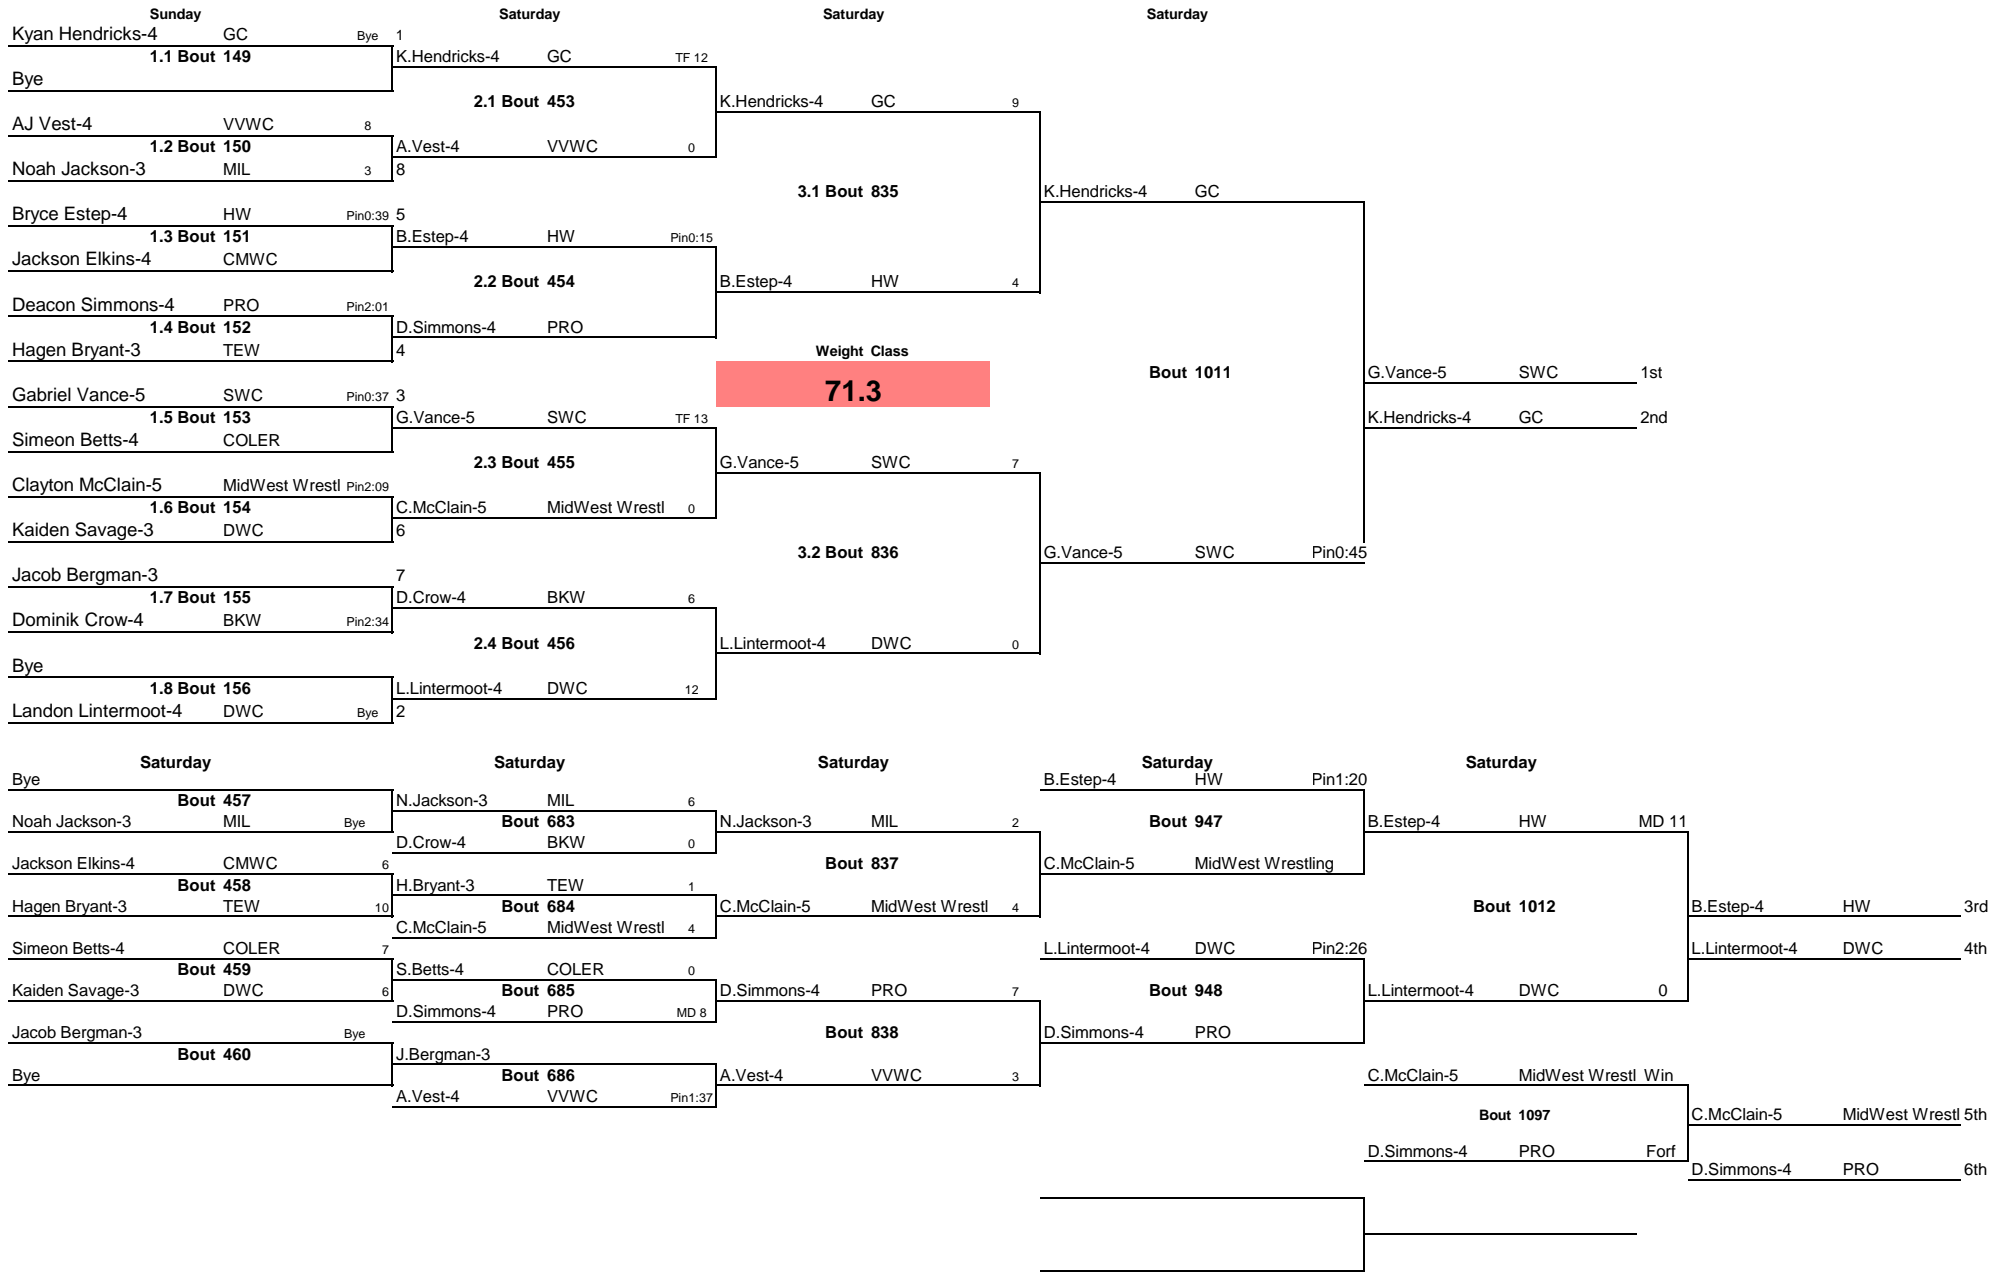 Sunday Saturday Saturday Saturday
Kyan Hendricks-4 GC Bye 1
1.1 Bout 149 K.Hendricks-4 GC TF 12
Bye
2.1 Bout 453 K.Hendricks-4 GC 9
AJ Vest-4 VVWC 8
1.2 Bout 150 A.Vest-4 VVWC 0
Noah Jackson-3 MIL 3 8
3.1 Bout 835 K.Hendricks-4 GC
Bryce Estep-4 HW Pin0:39 5
1.3 Bout 151 B.Estep-4 HW Pin0:15
Jackson Elkins-4 CMWC
2.2 Bout 454 B.Estep-4 HW 4
Deacon Simmons-4 PRO Pin2:01
1.4 Bout 152 D.Simmons-4 PRO
Hagen Bryant-3 TEW 4 Weight Class
Bout 1011 G.Vance-5 SWC 1st
71.3
Gabriel Vance-5 SWC Pin0:37 3
1.5 Bout 153 G.Vance-5 SWC TF 13 K.Hendricks-4 GC 2nd
Simeon Betts-4 COLER
2.3 Bout 455 G.Vance-5 SWC 7
Clayton McClain-5 MidWest Wrestl Pin2:09
1.6 Bout 154 C.McClain-5 MidWest Wrestl 0
Kaiden Savage-3 DWC 6
3.2 Bout 836 G.Vance-5 SWC Pin0:45
Jacob Bergman-3 7
1.7 Bout 155 D.Crow-4 BKW 6
Dominik Crow-4 BKW Pin2:34
2.4 Bout 456 L.Lintermoot-4 DWC 0
Bye
1.8 Bout 156 L.Lintermoot-4 DWC 12
Landon Lintermoot-4 DWC Bye 2
Saturday Saturday Saturday Saturday Saturday
Bye B.Estep-4 HW Pin1:20
Bout 457 N.Jackson-3 MIL 6
Noah Jackson-3 MIL Bye Bout 683 N.Jackson-3 MIL 2 Bout 947 B.Estep-4 HW MD 11
D.Crow-4 BKW 0
Jackson Elkins-4 CMWC 6 Bout 837 C.McClain-5 MidWest Wrestling
Bout 458 H.Bryant-3 TEW 1
Hagen Bryant-3 TEW 10 Bout 684 C.McClain-5 MidWest Wrestl 4 Bout 1012 B.Estep-4 HW 3rd
C.McClain-5 MidWest Wrestl 4
Simeon Betts-4 COLER 7 L.Lintermoot-4 DWC Pin2:26 L.Lintermoot-4 DWC 4th
Bout 459 S.Betts-4 COLER 0
Kaiden Savage-3 DWC 6 Bout 685 D.Simmons-4 PRO 7 Bout 948 L.Lintermoot-4 DWC 0
D.Simmons-4 PRO MD 8
Jacob Bergman-3 Bye Bout 838 D.Simmons-4 PRO
Bout 460 J.Bergman-3
Bye Bout 686 A.Vest-4 VVWC 3 C.McClain-5 MidWest Wrestl Win
A.Vest-4 VVWC Pin1:37
Bout 1097 C.McClain-5 MidWest Wrestl 5th
D.Simmons-4 PRO Forf
D.Simmons-4 PRO 6th